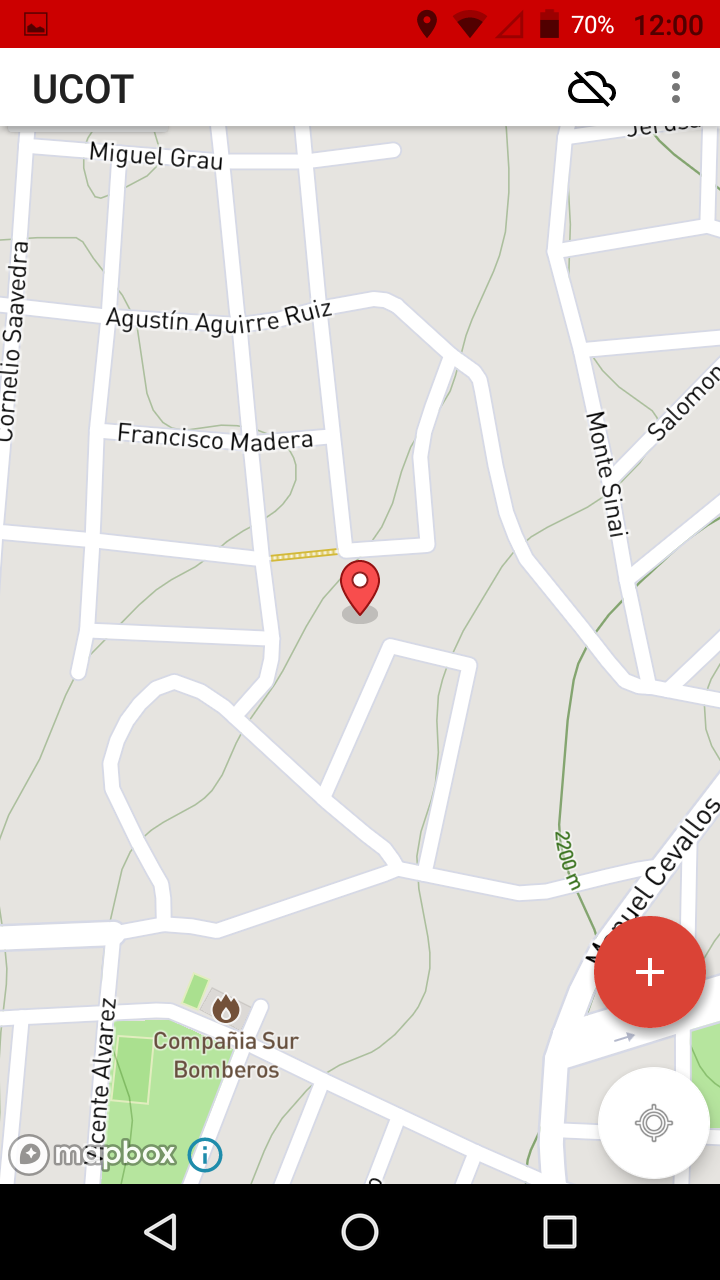 70% 12:00
UCOT
Miguel Grau
Cornelio Saavedra
Agustín Aguirre Ruiz
Francisco Madera
Salomon
Monte Sinai
2200 m
Manuel Cevallos
Compañia Sur
Bomberos
Vicente Alvarez
mapbox